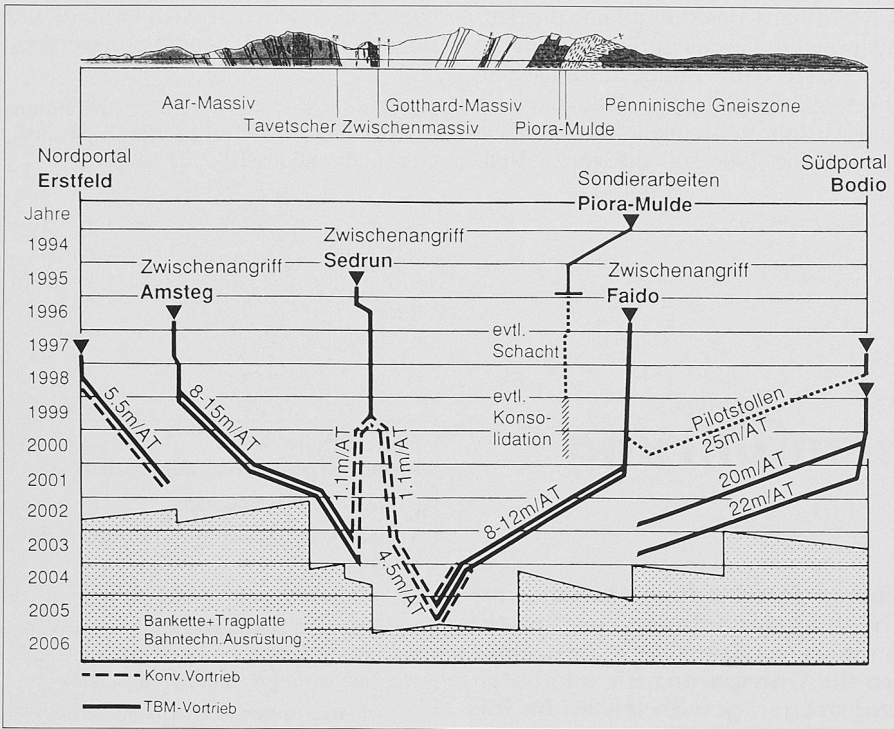 Aar-Massiv
Gotthard-Massiv
Penninische Gneiszone
Tavetscher Zwischenmassiv
Piora-Mulde
Nordportal
Erstfeld
Südportal
Bodio
Sondierarbeiten
Piora-Mulde
Zwischenangriff
Sedrun
Zwischenangriff
Amsteg
Zwischenangriff
Faido
Jahre
1994
1995
1996
1997
1998
1999
2000
2001
2002
2003
2004
2005
2006
evtl.
Schacht
evtl.
Konso-
lidation
5.5m/AT
8-15m/AT
1.1m/AT
1.1m/AT
4.5m/AT
8-12m/AT
Pilotstollen
25m/AT
20m/AT
22m/AT
Bankette+Tragplatte
Bahntechn.Ausrüstung
Konv.Vortrieb
TBM-Vortrieb